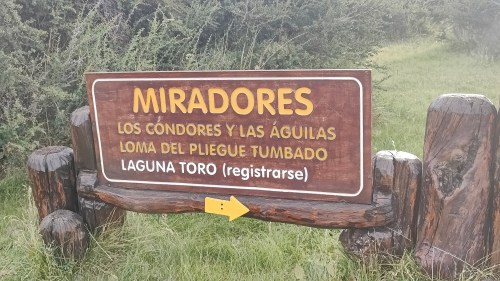 MIRADORES
LOS CÓNDORES Y LAS ÁGUILAS
LOMA DEL PLIEGUE TUMBADO
LAGUNA TORO (registrarse)